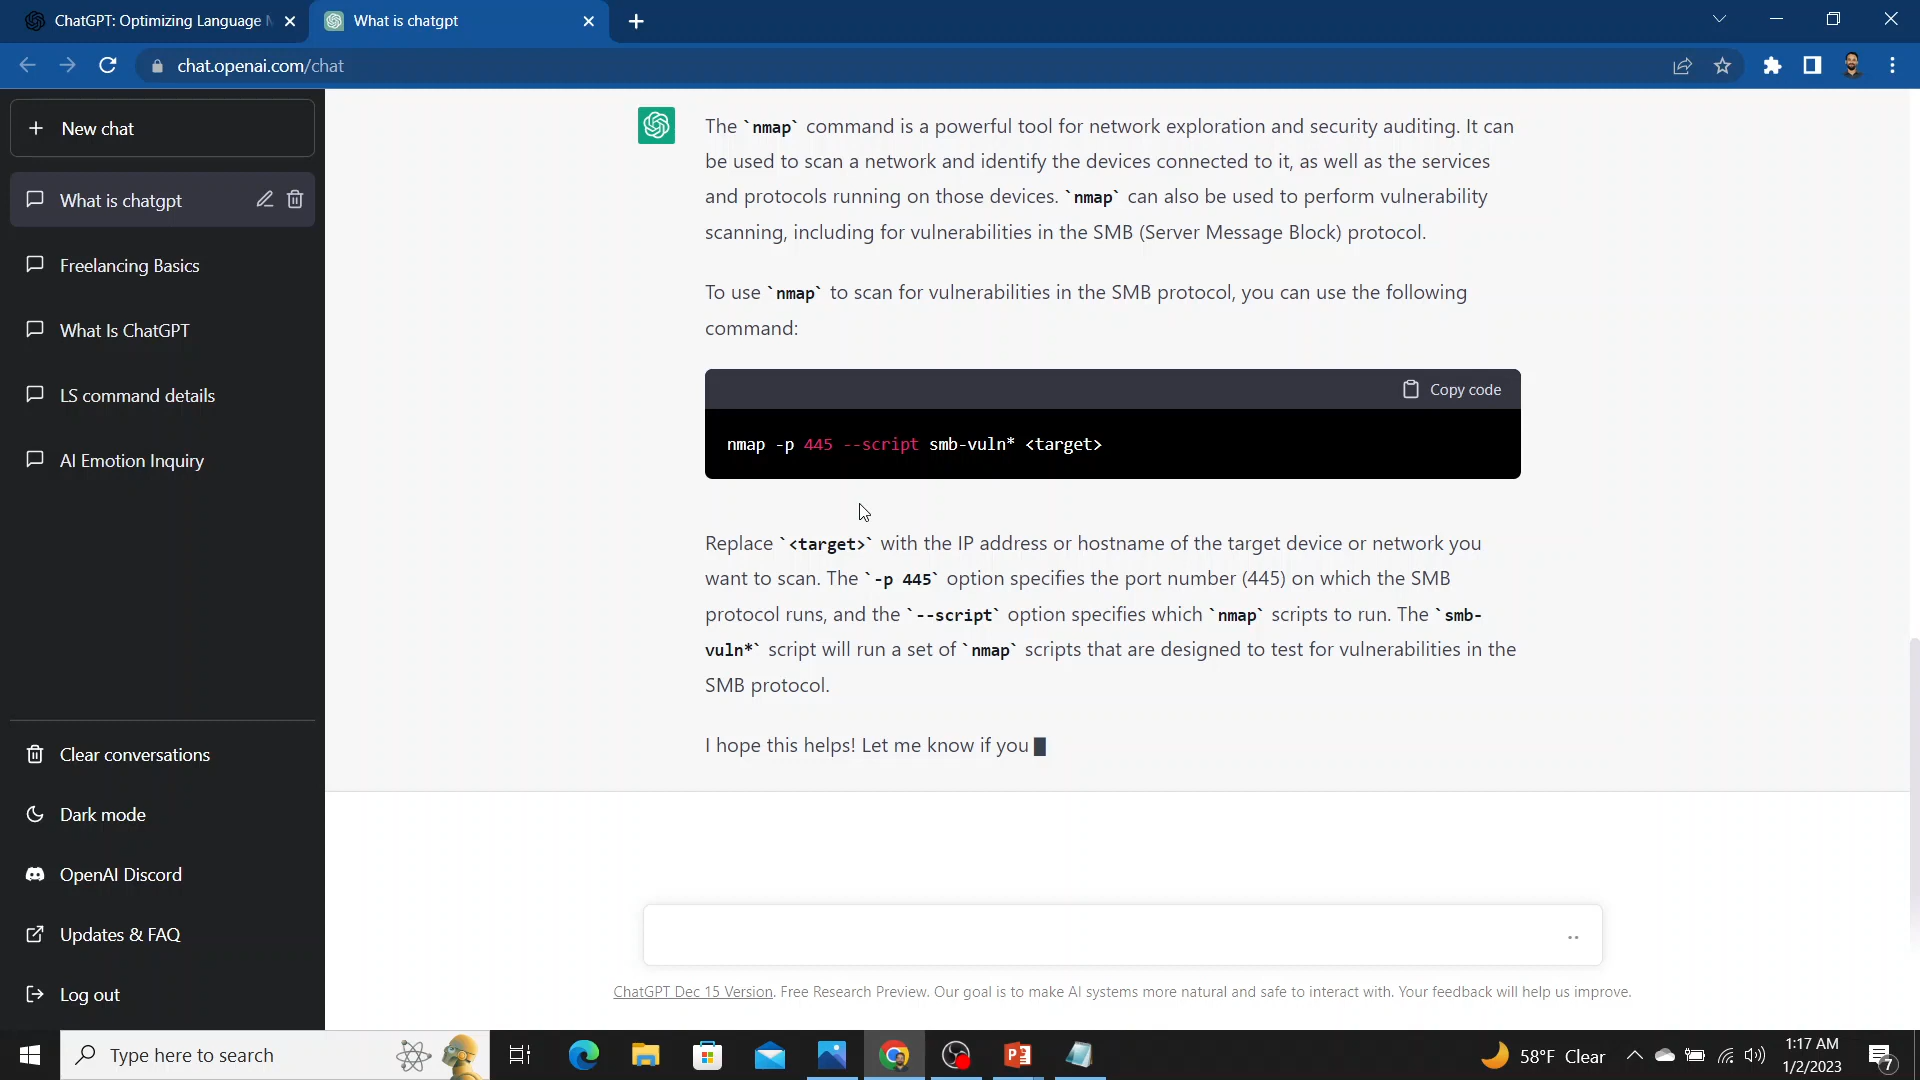 ChatGPT: Optimizing Language
What is chatgpt
chat.openai.com/chat
New chat
What is chatgpt
Freelancing Basics
What Is ChatGPT
LS command details
AI Emotion Inquiry
Clear conversations
Dark mode
OpenAI Discord
Updates & FAQ
Log out
The `nmap` command is a powerful tool for network exploration and security auditing. It can
be used to scan a network and identify the devices connected to it, as well as the services
and protocols running on those devices. `nmap` can also be used to perform vulnerability
scanning, including for vulnerabilities in the SMB (Server Message Block) protocol.
To use `nmap` to scan for vulnerabilities in the SMB protocol, you can use the following
command:
Copy code
nmap -p 445 --script smb-vuln* <target>
Replace `<target>` with the IP address or hostname of the target device or network you
want to scan. The `-p 445` option specifies the port number (445) on which the SMB
protocol runs, and the `--script` option specifies which `nmap` scripts to run. The `smb-
vuln*` script will run a set of `nmap` scripts that are designed to test for vulnerabilities in the
SMB protocol.
I hope this helps! Let me know if you
ChatGPT Dec 15 Version. Free Research Preview. Our goal is to make AI systems more natural and safe to interact with. Your feedback will help us improve.
Type here to search
58°F Clear
1:17 AM
1/2/2023
7